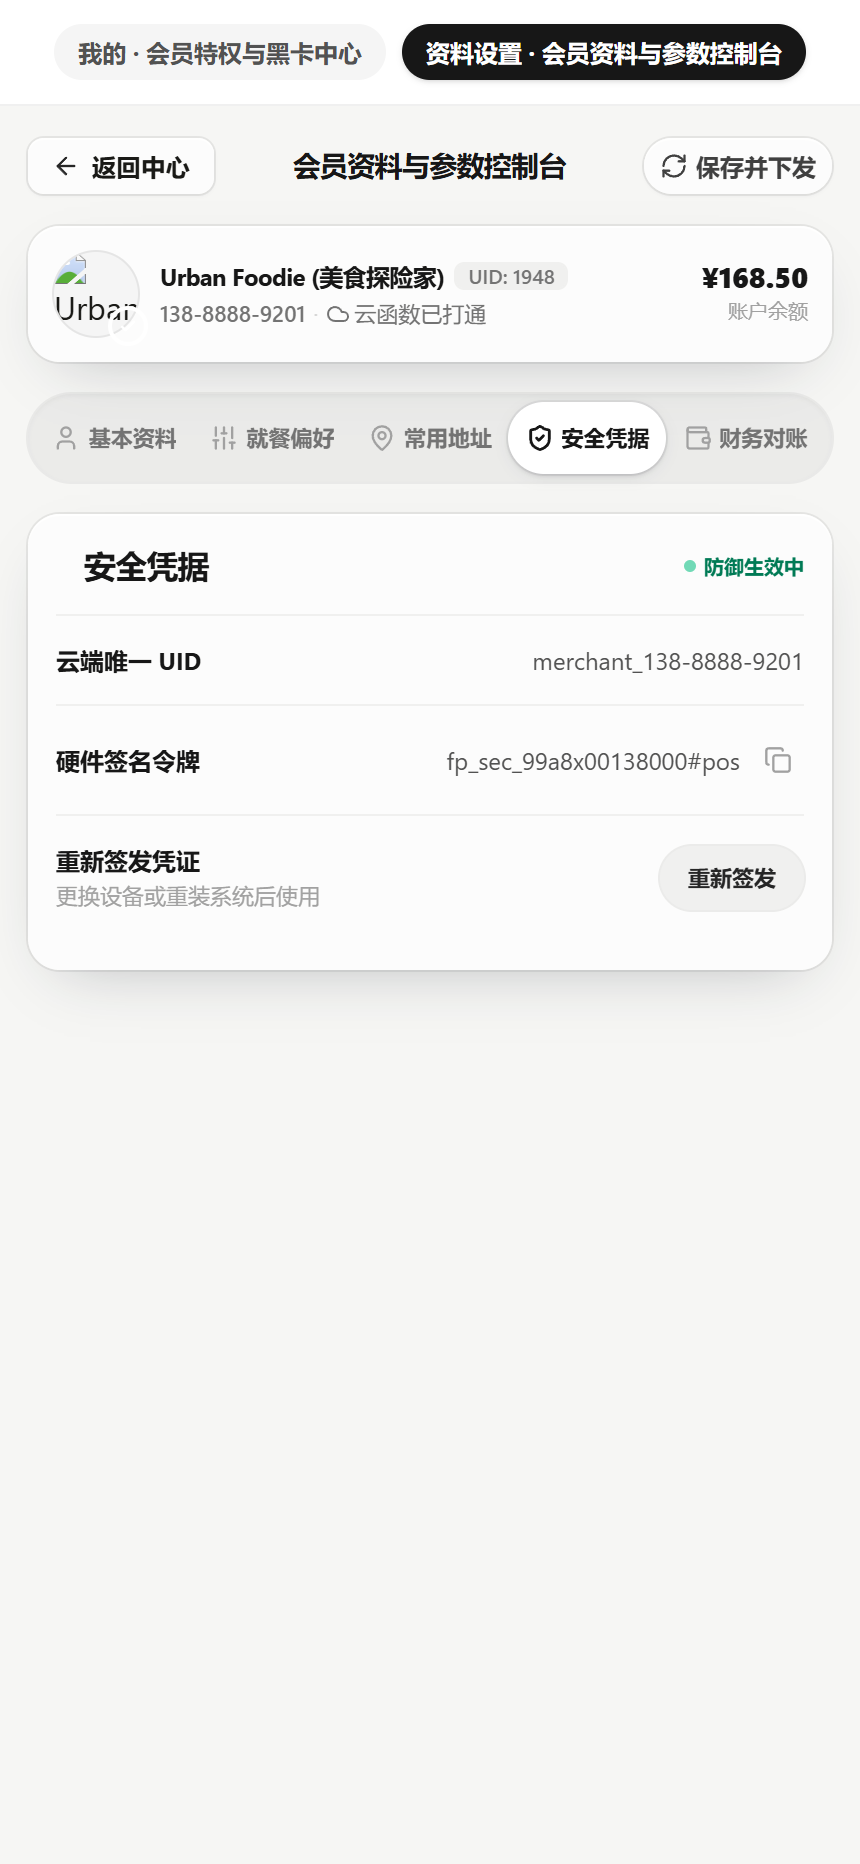 我的 · 会员特权与黑卡中心
资料设置 · 会员资料与参数控制台
返回中心
会员资料与参数控制台
保存并下发
Urban
Urban Foodie (美食探险家)
UID: 1948
¥168.50
138-8888-9201 · 云函数已打通
账户余额
基本资料
就餐偏好
常用地址
安全凭据
财务对账
安全凭据
防御生效中
云端唯一 UID
merchant_138-8888-9201
硬件签名令牌
fp_sec_99a8x00138000#pos
重新签发凭证
更换设备或重装系统后使用
重新签发